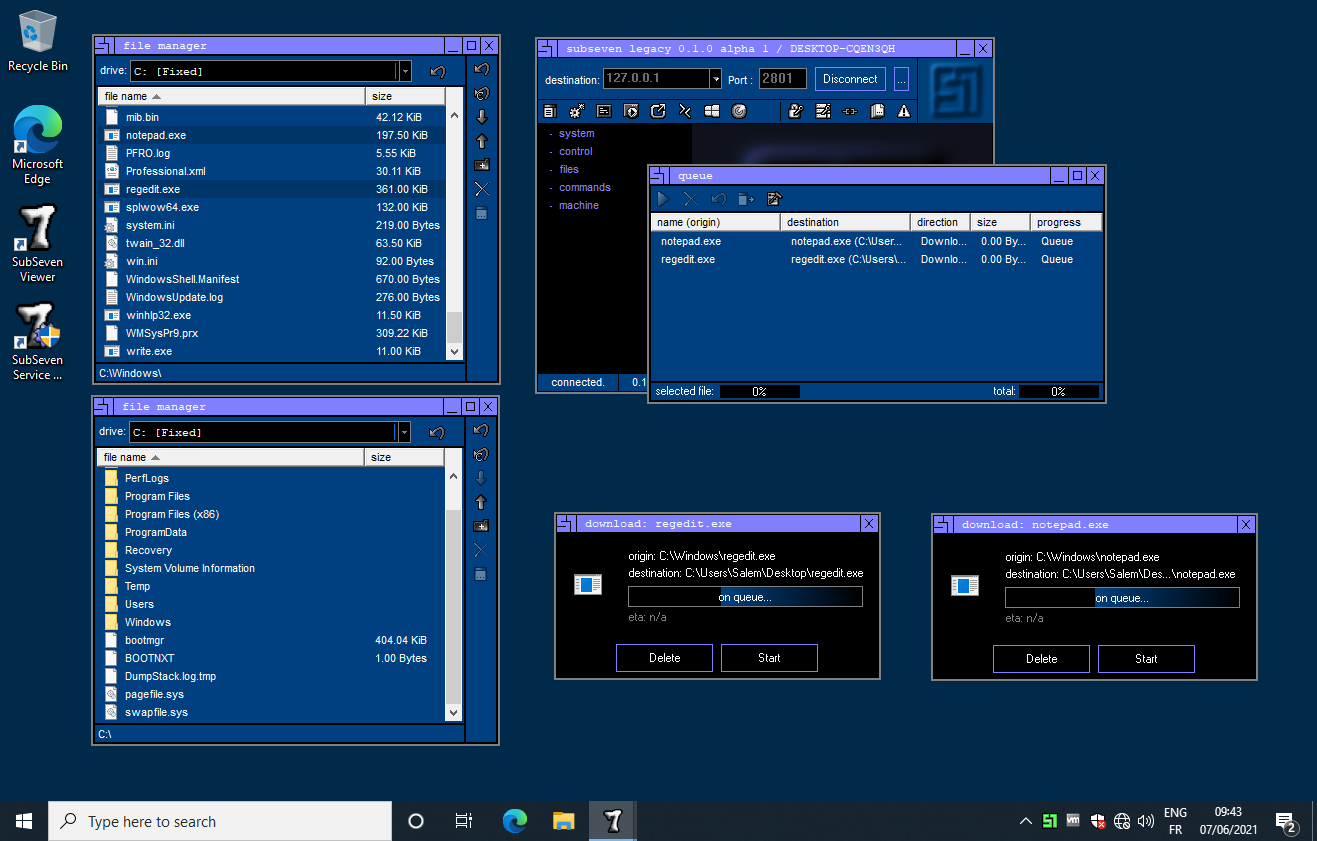 Recycle Bin
Microsoft
Edge
SubSeven
Viewer
SubSeven
Service ...
file manager
drive: C: [Fixed]
file name size
mib.bin 42.12 KiB
notepad.exe 197.50 KiB
PFRO.log 5.55 KiB
Professional.xml 30.11 KiB
regedit.exe 361.00 KiB
splwow64.exe 132.00 KiB
system.ini 219.00 Bytes
twain_32.dll 63.50 KiB
win.ini 92.00 Bytes
WindowsShell.Manifest 670.00 Bytes
WindowsUpdate.log 276.00 Bytes
winhlp32.exe 11.50 KiB
WMSysPr9.prx 309.22 KiB
write.exe 11.00 KiB
C:\Windows\
file manager
drive: C: [Fixed]
file name size
PerfLogs
Program Files
Program Files (x86)
ProgramData
Recovery
System Volume Information
Temp
Users
Windows
bootmgr 404.04 KiB
BOOTNXT 1.00 Bytes
DumpStack.log.tmp
pagefile.sys
swapfile.sys
C:\
subseven legacy 0.1.0 alpha 1 / DESKTOP-CQEN3QH
destination: 127.0.0.1 Port : 2801 Disconnect ...
- system
- control
- files
- commands
- machine
connected. 0.1
queue
name (origin) destination direction size progress
notepad.exe notepad.exe (C:\User... Downlo... 0.00 By... Queue
regedit.exe regedit.exe (C:\Users\... Downlo... 0.00 By... Queue
selected file: 0% total: 0%
download: regedit.exe
origin: C:\Windows\regedit.exe
destination: C:\Users\Salem\Desktop\regedit.exe
on queue...
eta: n/a
Delete Start
download: notepad.exe
origin: C:\Windows\notepad.exe
destination: C:\Users\Salem\Des...\notepad.exe
on queue...
eta: n/a
Delete Start
Type here to search
vm
ENG
FR
09:43
07/06/2021
2